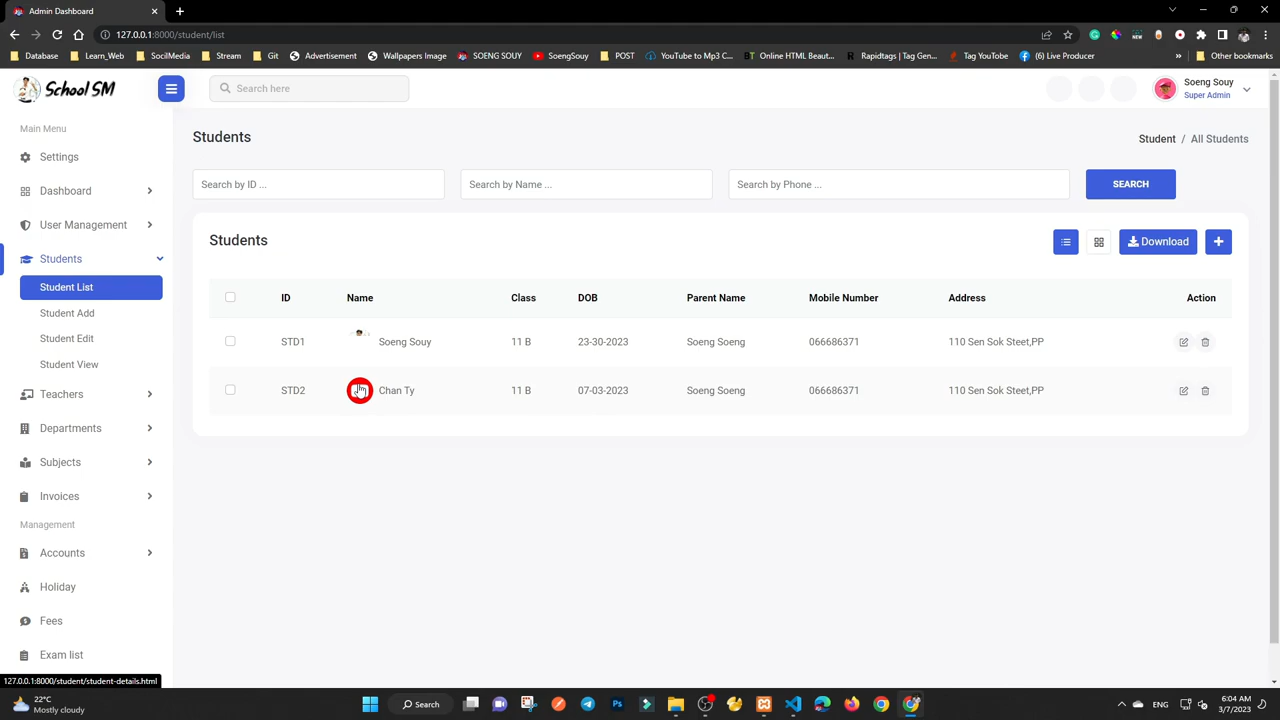 Admin Dashboard
127.0.0.1:8000/student/list
Database Learn_Web SocilMedia Stream Git Advertisement Wallpapers Image SOENG SOUY SoengSouy POST YouTube to Mp3 C... Online HTML Beaut... Rapidtags | Tag Gen... Tag YouTube (6) Live Producer » Other bookmarks
School SM
Search here
Soeng Souy
Super Admin
Main Menu
Settings
Dashboard
User Management
Students
Student List
Student Add
Student Edit
Student View
Teachers
Departments
Subjects
Invoices
Management
Accounts
Holiday
Fees
Exam list
Students
Student / All Students
Search by ID ... Search by Name ... Search by Phone ... SEARCH
Students
Download
ID Name Class DOB Parent Name Mobile Number Address Action
STD1 Soeng Souy 11 B 23-30-2023 Soeng Soeng 066686371 110 Sen Sok Steet,PP
STD2 Chan Ty 11 B 07-03-2023 Soeng Soeng 066686371 110 Sen Sok Steet,PP
127.0.0.1:8000/student/student-details.html
22°C
Mostly cloudy
Search
ENG
6:04 AM
3/7/2023